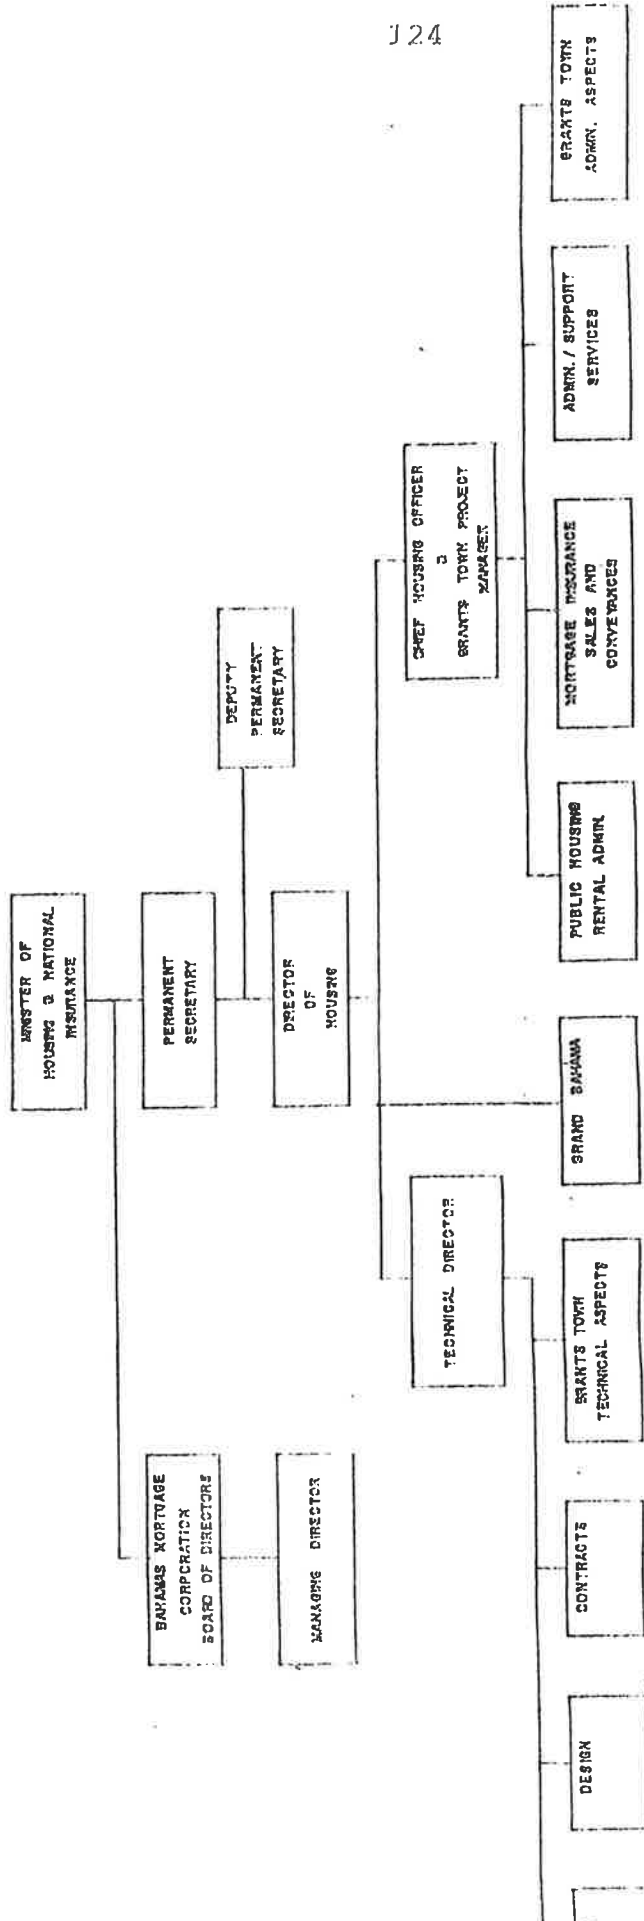 124
MINISTER OF
HOUSING & NATIONAL
INSURANCE
BAHAMAS MORTGAGE
CORPORATION
BOARD OF DIRECTORS
PERMANENT
SECRETARY
DEPUTY
PERMANENT
SECRETARY
MANAGING DIRECTOR
DIRECTOR
OF
HOUSING
TECHNICAL DIRECTOR
CHIEF HOUSING OFFICER
&
GRANTS TOWN PROJECT
MANAGER
DESIGN
CONTRACTS
GRANTS TOWN
TECHNICAL ASPECTS
GRAND BAHAMA
PUBLIC HOUSING
RENTAL ADMIN.
MORTGAGE INSURANCE
SALES AND
CONVEYANCES
ADMIN./SUPPORT
SERVICES
GRANTS TOWN
ADMIN. ASPECTS